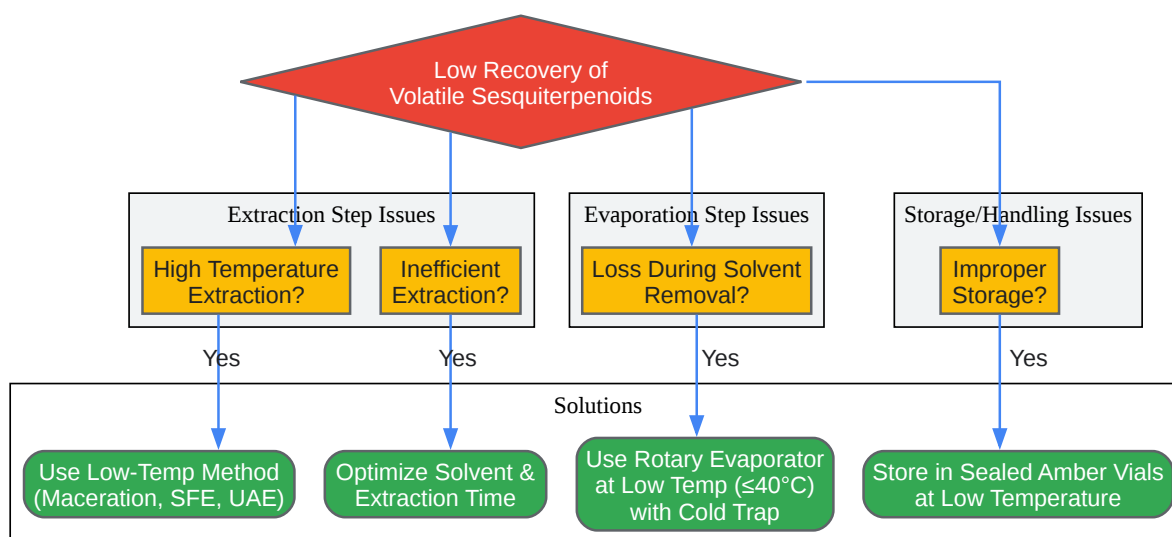 Low Recovery of
Volatile Sesquiterpenoids
Extraction Step Issues
Evaporation Step Issues
Storage/Handling Issues
High Temperature
Extraction?
Inefficient
Extraction?
Loss During Solvent
Removal?
Improper
Storage?
Yes
Yes
Yes
Yes
Solutions
Use Low-Temp Method
(Maceration, SFE, UAE)
Optimize Solvent &
Extraction Time
Use Rotary Evaporator
at Low Temp (≤40°C)
with Cold Trap
Store in Sealed Amber Vials
at Low Temperature